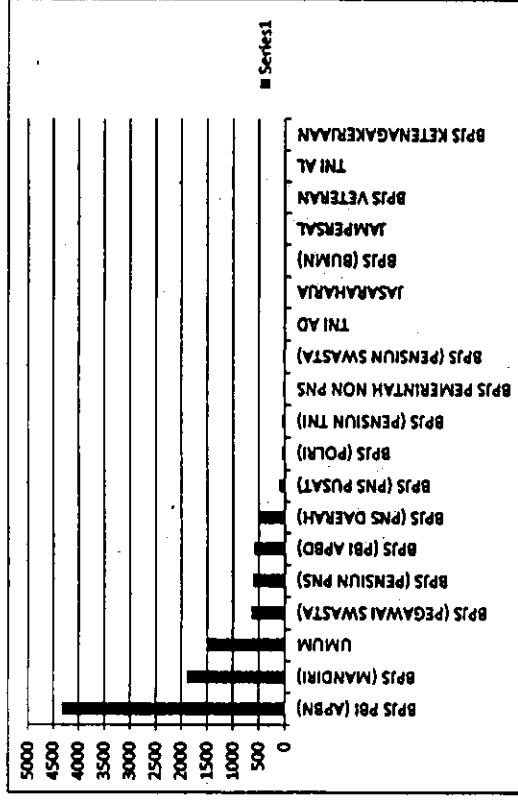 5000
4500
4000
3500
3000
2500
2000
1500
1000
500
0
BPJS PBI (APBN)
BPJS (MANDIRI)
UMUM
BPJS (PEGAWAI SWASTA)
BPJS (PENSIUN PNS)
BPJS (PBI APBD)
BPJS (PNS DAERAH)
BPJS (PNS PUSAT)
BPJS (POLRI)
BPJS (PENSIUN TNI)
BPJS PEMERINTAH NON PNS
BPJS (PENSIUN SWASTA)
TNI AD
JASARAHARJA
BPJS (BUMN)
JAMPERSAL
BPJS VETERAN
TNI AL
BPJS KETENAGAKERJAAN
Series1